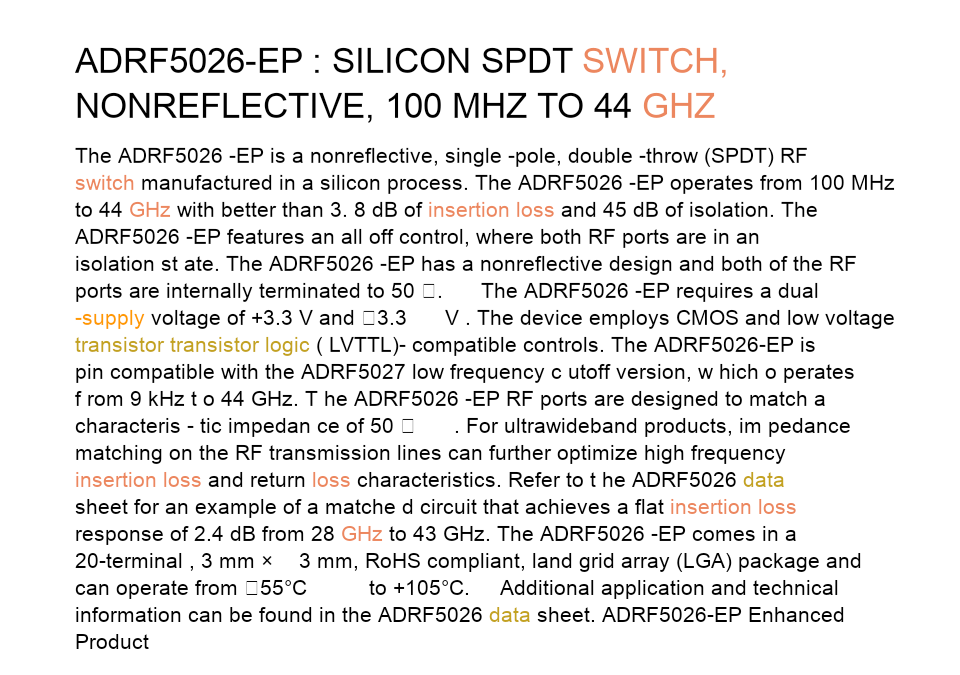 ADRF5026-EP : SILICON SPDT SWITCH,
NONREFLECTIVE, 100 MHZ TO 44 GHZ
The ADRF5026 -EP is a nonreflective, single -pole, double -throw (SPDT) RF
switch manufactured in a silicon process. The ADRF5026 -EP operates from 100 MHz
to 44 GHz with better than 3. 8 dB of insertion loss and 45 dB of isolation. The
ADRF5026 -EP features an all off control, where both RF ports are in an
isolation st ate. The ADRF5026 -EP has a nonreflective design and both of the RF
ports are internally terminated to 50 □. The ADRF5026 -EP requires a dual
-supply voltage of +3.3 V and □3.3 V . The device employs CMOS and low voltage
transistor transistor logic ( LVTTL)- compatible controls. The ADRF5026-EP is
pin compatible with the ADRF5027 low frequency c utoff version, w hich o perates
f rom 9 kHz t o 44 GHz. T he ADRF5026 -EP RF ports are designed to match a
characteris - tic impedan ce of 50 □ . For ultrawideband products, im pedance
matching on the RF transmission lines can further optimize high frequency
insertion loss and return loss characteristics. Refer to t he ADRF5026 data
sheet for an example of a matche d circuit that achieves a flat insertion loss
response of 2.4 dB from 28 GHz to 43 GHz. The ADRF5026 -EP comes in a
20-terminal , 3 mm × 3 mm, RoHS compliant, land grid array (LGA) package and
can operate from □55°C to +105°C. Additional application and technical
information can be found in the ADRF5026 data sheet. ADRF5026-EP Enhanced
Product